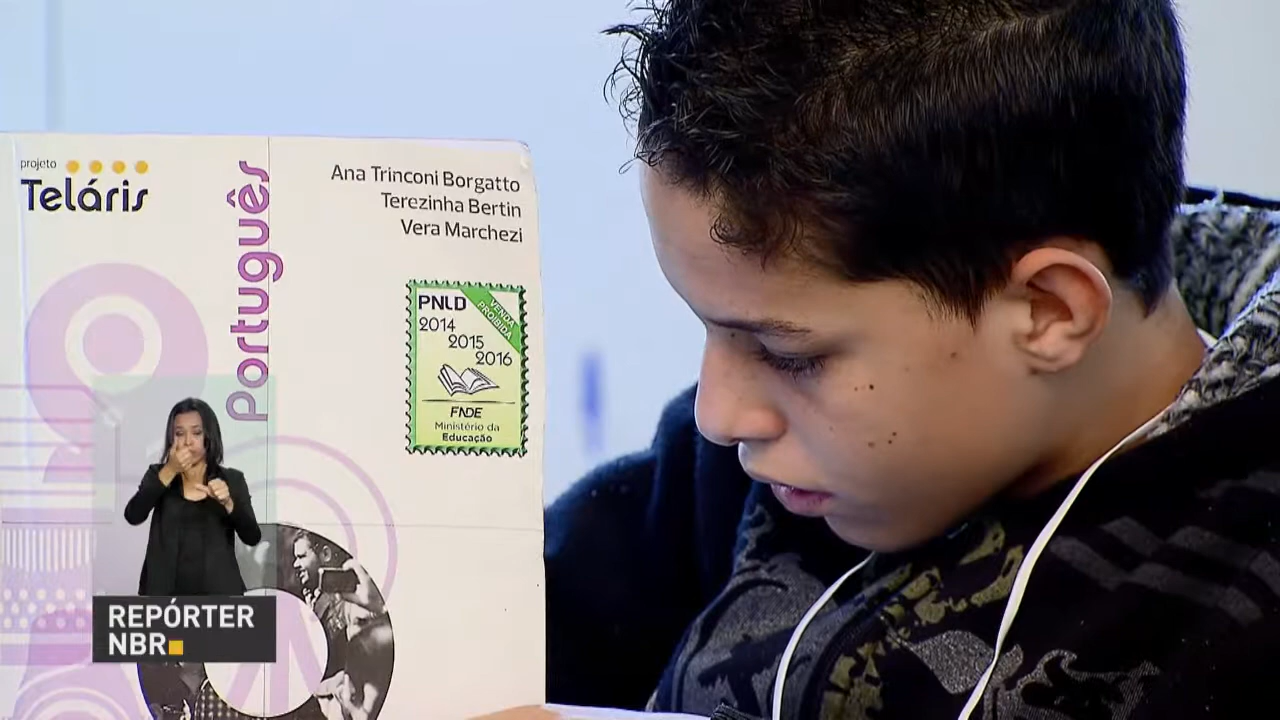 projeto
Teláris
Português
Ana Trinconi Borgatto
Terezinha Bertin
Vera Marchezi
PNLD
2014
2015
2016
VENDA
PROIBIDA
FNDE
Ministério da
Educação
REPÓRTER
NBR